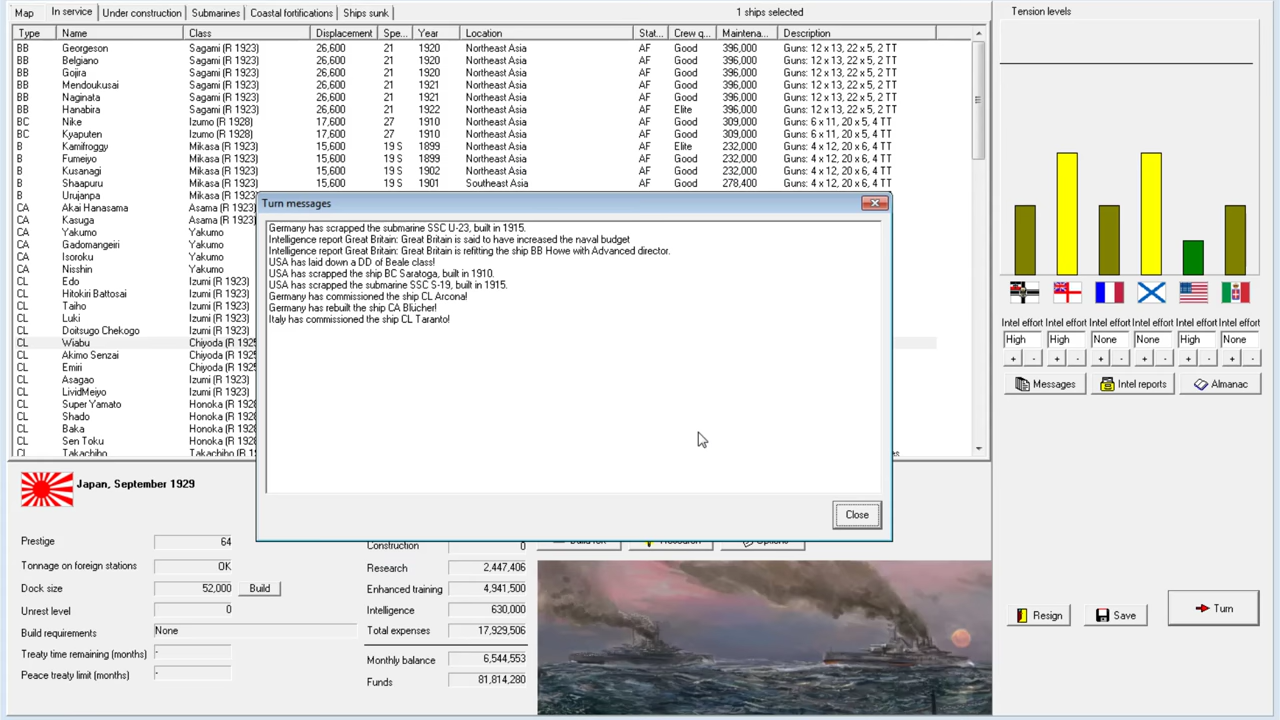 Map In service Under construction Submarines Coastal fortifications Ships sunk 1 ships selected Tension levels
Type Name Class Displacement Spe... Year Location Stat... Crew q... Maintena... Description
BB Georgeson Sagami (R 1923) 26,600 21 1920 Northeast Asia AF Good 396,000 Guns: 12 x 13, 22 x 5, 2 TT
BB Belgiano Sagami (R 1923) 26,600 21 1920 Northeast Asia AF Good 396,000 Guns: 12 x 13, 22 x 5, 2 TT
BB Gojira Sagami (R 1923) 26,600 21 1920 Northeast Asia AF Good 396,000 Guns: 12 x 13, 22 x 5, 2 TT
BB Mendoukusai Sagami (R 1923) 26,600 21 1921 Northeast Asia AF Good 396,000 Guns: 12 x 13, 22 x 5, 2 TT
BB Naginata Sagami (R 1923) 26,600 21 1921 Northeast Asia AF Good 396,000 Guns: 12 x 13, 22 x 5, 2 TT
BB Hanabira Sagami (R 1923) 26,600 21 1922 Northeast Asia AF Elite 396,000 Guns: 12 x 13, 22 x 5, 2 TT
BC Nike Izumo (R 1928) 17,600 27 1910 Northeast Asia AF Good 309,000 Guns: 6 x 11, 20 x 5, 4 TT
BC Kyaputen Izumo (R 1928) 17,600 27 1910 Northeast Asia AF Good 309,000 Guns: 6 x 11, 20 x 5, 4 TT
B Kamifroggy Mikasa (R 1923) 15,600 19 S 1899 Northeast Asia AF Elite 232,000 Guns: 4 x 12, 20 x 6, 4 TT
B Fumeiyo Mikasa (R 1923) 15,600 19 S 1899 Northeast Asia AF Good 232,000 Guns: 4 x 12, 20 x 6, 4 TT
B Kusanagi Mikasa (R 1923) 15,600 19 S 1902 Northeast Asia AF Good 232,000 Guns: 4 x 12, 20 x 6, 4 TT
B Shaapuru Mikasa (R 1923) 15,600 19 S 1901 Southeast Asia AF Good 278,400 Guns: 4 x 12, 20 x 6, 4 TT
B Urujanpa Mikasa (R 1923)
CA Akai Hanasama Asama (R 1923)
CA Kasuga Asama (R 1923)
CA Yakumo Yakumo
CA Gadomangeiri Yakumo
CA Nisshin Yakumo
CL Edo Izumi (R 1923)
CL Hitokiri Battosai Izumi (R 1923)
CL Taiho Izumi (R 1923)
CL Luki Izumi (R 1923)
CL Doitsugo Chekogo Izumi (R 1923)
CL Wiabu Chiyoda (R 192
CL Akimo Senzai Chiyoda (R 192
CL Emiri Chiyoda (R 192
CL Asagao Izumi (R 1923)
CL LividMeiyo Izumi (R 1923)
CL Super Yamato Honoka (R 192
CL Shado Honoka (R 192
CL Baka Honoka (R 192
CL Sen Toku Honoka (R 192
CL Takachiho Takachiho (R 1
Turn messages
Germany has scrapped the submarine SSC U-23, built in 1915.
Intelligence report Great Britain: Great Britain is said to have increased the naval budget
Intelligence report Great Britain: Great Britain is refitting the ship BB Howe with Advanced director.
USA has laid down a DD of Beale class!
USA has scrapped the ship BC Saratoga, built in 1910.
USA has scrapped the submarine SSC S-19, built in 1915.
Germany has commissioned the ship CL Arcona!
Germany has rebuilt the ship CA Blücher!
Italy has commissioned the ship CL Taranto!
Close
Intel effort Intel effort Intel effort Intel effort Intel effort Intel effort
High High None None High None
+ - + - + - + - + - + -
Messages Intel reports Almanac
Japan, September 1929
Prestige 64
Tonnage on foreign stations OK
Dock size 52,000 Build
Unrest level 0
Build requirements None
Treaty time remaining (months) -
Peace treaty limit (months) -
Construction 0
Research 2,447,406
Enhanced training 4,941,500
Intelligence 630,000
Total expenses 17,929,506
Monthly balance 6,544,553
Funds 81,814,280
Resign Save Turn